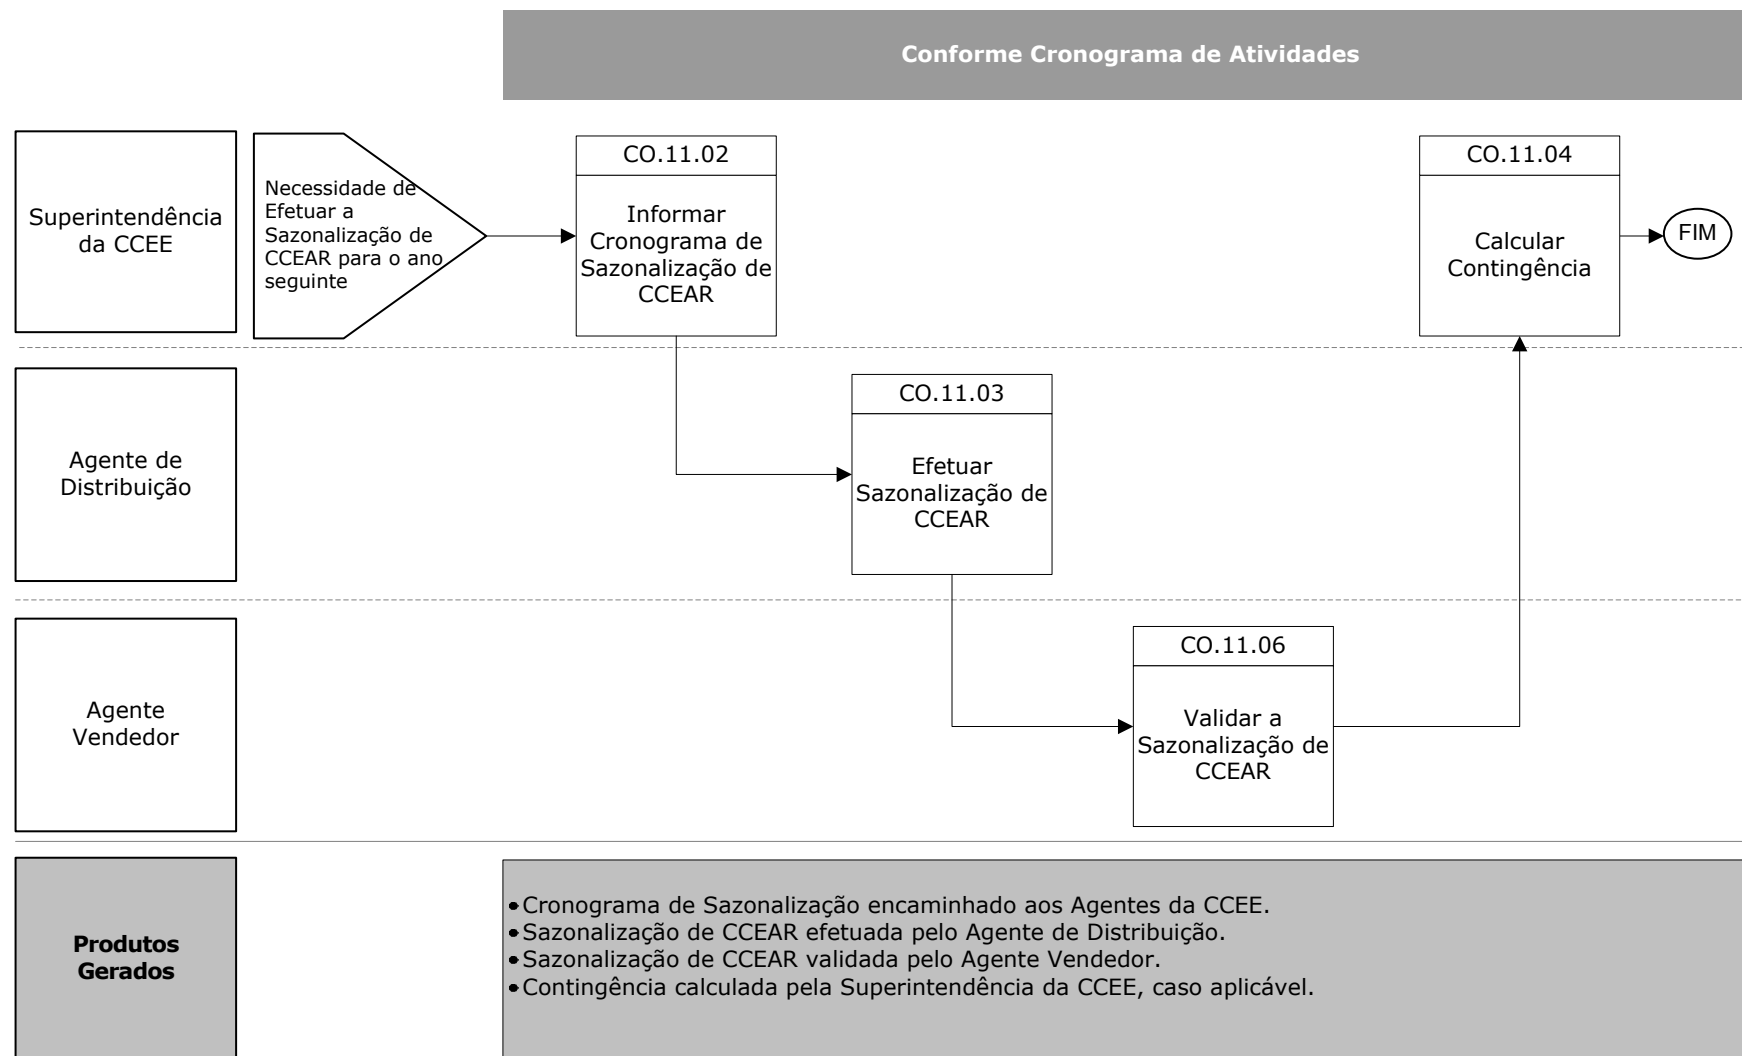 Conforme Cronograma de Atividades
Superintendência
da CCEE
Necessidade de
Efetuar a
Sazonalização de
CCEAR para o ano
seguinte
CO.11.02
Informar
Cronograma de
Sazonalização de
CCEAR
CO.11.04
Calcular
Contingência
FIM
Agente de
Distribuição
CO.11.03
Efetuar
Sazonalização de
CCEAR
Agente
Vendedor
CO.11.06
Validar a
Sazonalização de
CCEAR
Produtos
Gerados
•Cronograma de Sazonalização encaminhado aos Agentes da CCEE.
•Sazonalização de CCEAR efetuada pelo Agente de Distribuição.
•Sazonalização de CCEAR validada pelo Agente Vendedor.
•Contingência calculada pela Superintendência da CCEE, caso aplicável.